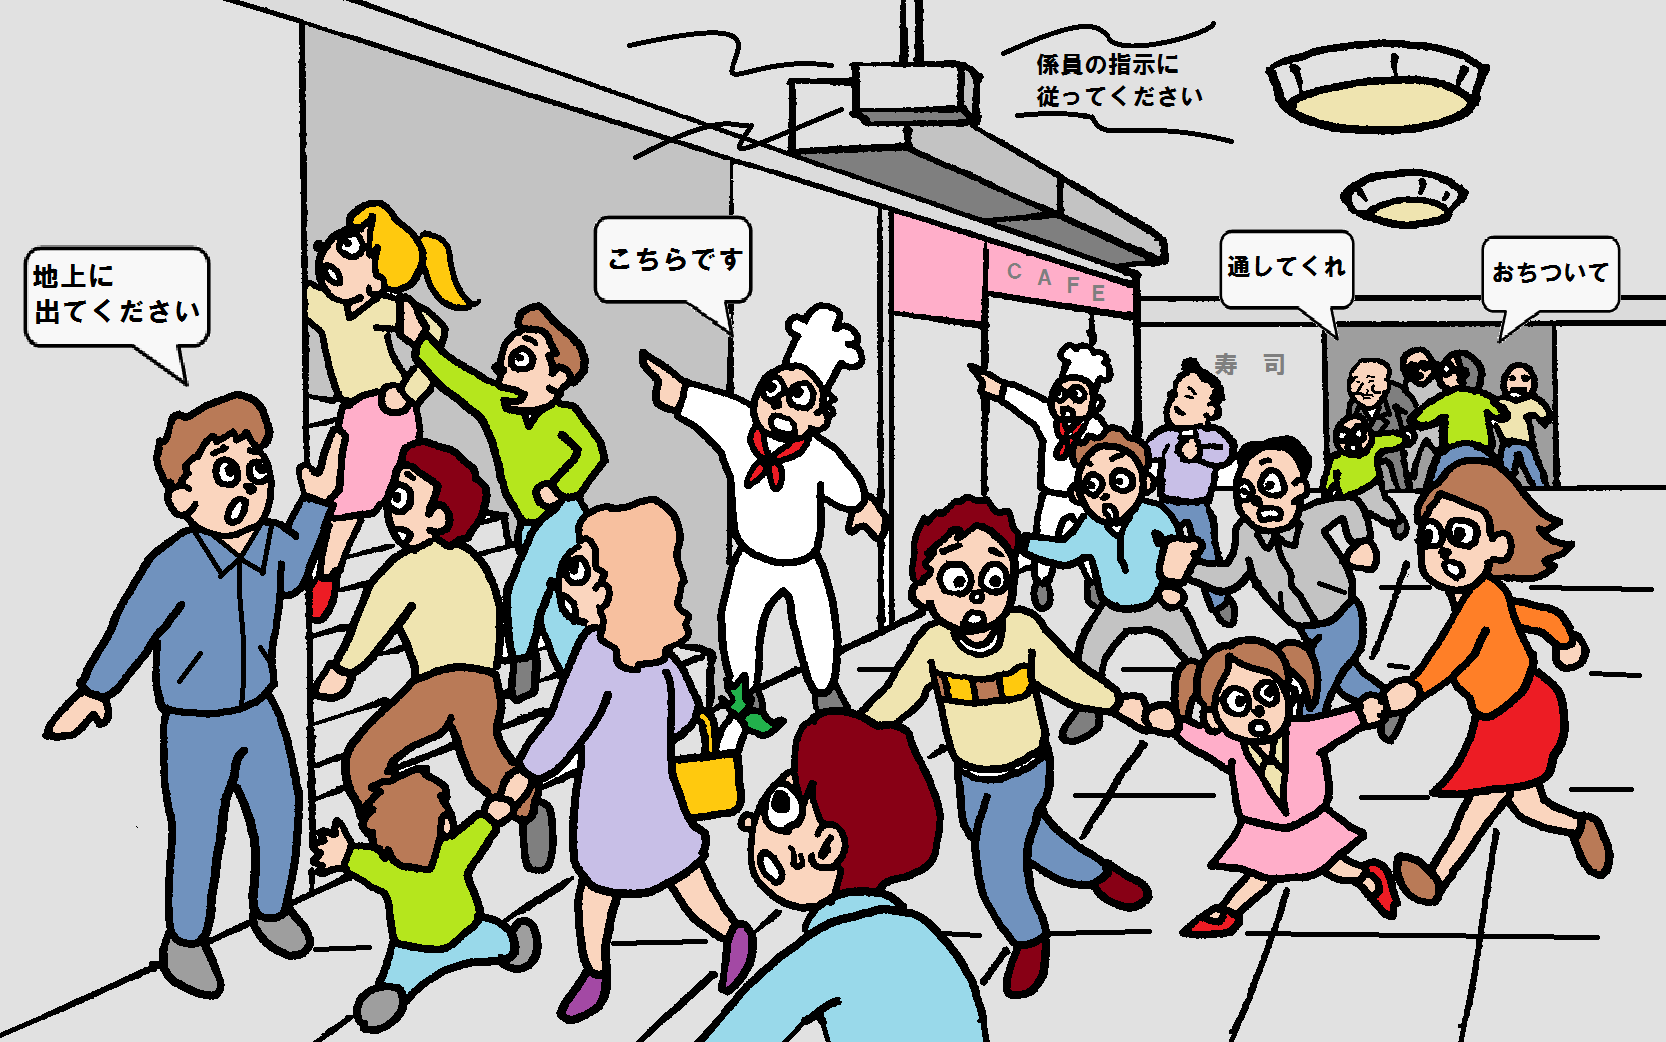 係員の指示に
従ってください
地上に
出てください
こちらです
通してくれ
おちついて
CAFE
寿司